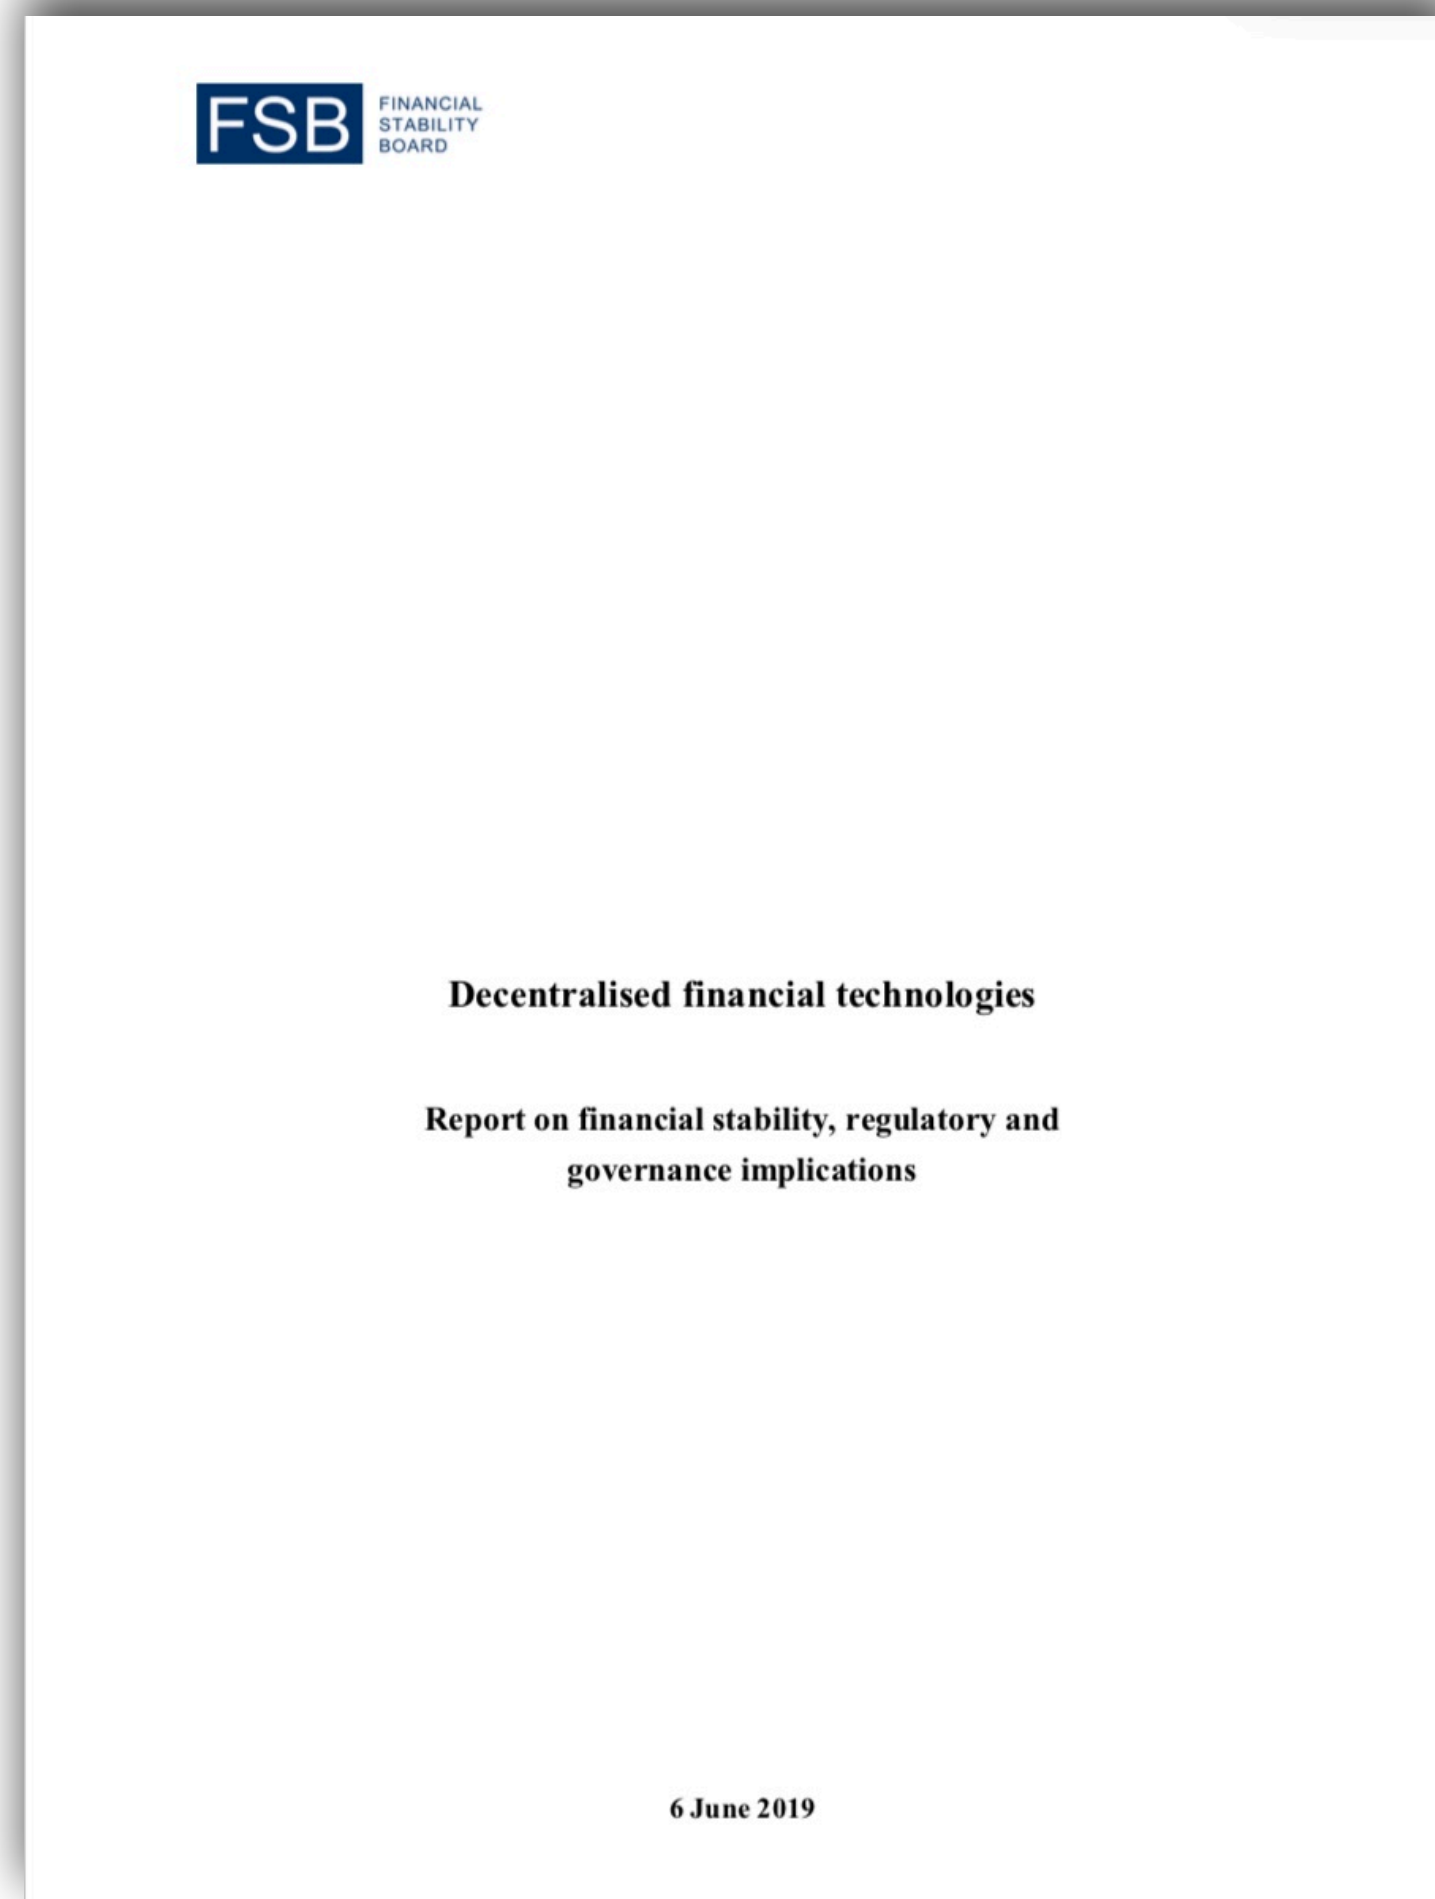 FSB
FINANCIAL
STABILITY
BOARD
Decentralised financial technologies
Report on financial stability, regulatory and
governance implications
6 June 2019